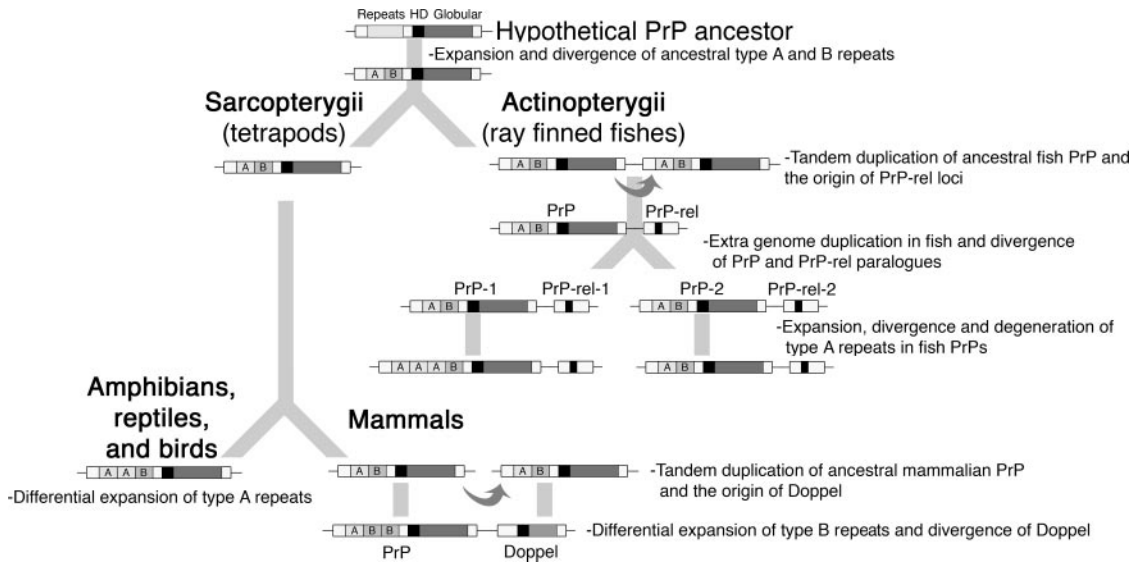 Repeats HD Globular
Hypothetical PrP ancestor
-Expansion and divergence of ancestral type A and B repeats
A B
Sarcopterygii
(tetrapods)
Actinopterygii
(ray finned fishes)
A B
A B
A B
-Tandem duplication of ancestral fish PrP and
the origin of PrP-rel loci
PrP
PrP-rel
A B
-Extra genome duplication in fish and divergence
of PrP and PrP-rel paralogues
PrP-1
PrP-rel-1
PrP-2
PrP-rel-2
A B
A B
-Expansion, divergence and degeneration of
type A repeats in fish PrPs
A A A B
A B
Amphibians,
reptiles,
and birds
A A B
-Differential expansion of type A repeats
Mammals
A B
A B
-Tandem duplication of ancestral mammalian PrP
and the origin of Doppel
A B B
-Differential expansion of type B repeats and divergence of Doppel
PrP
Doppel